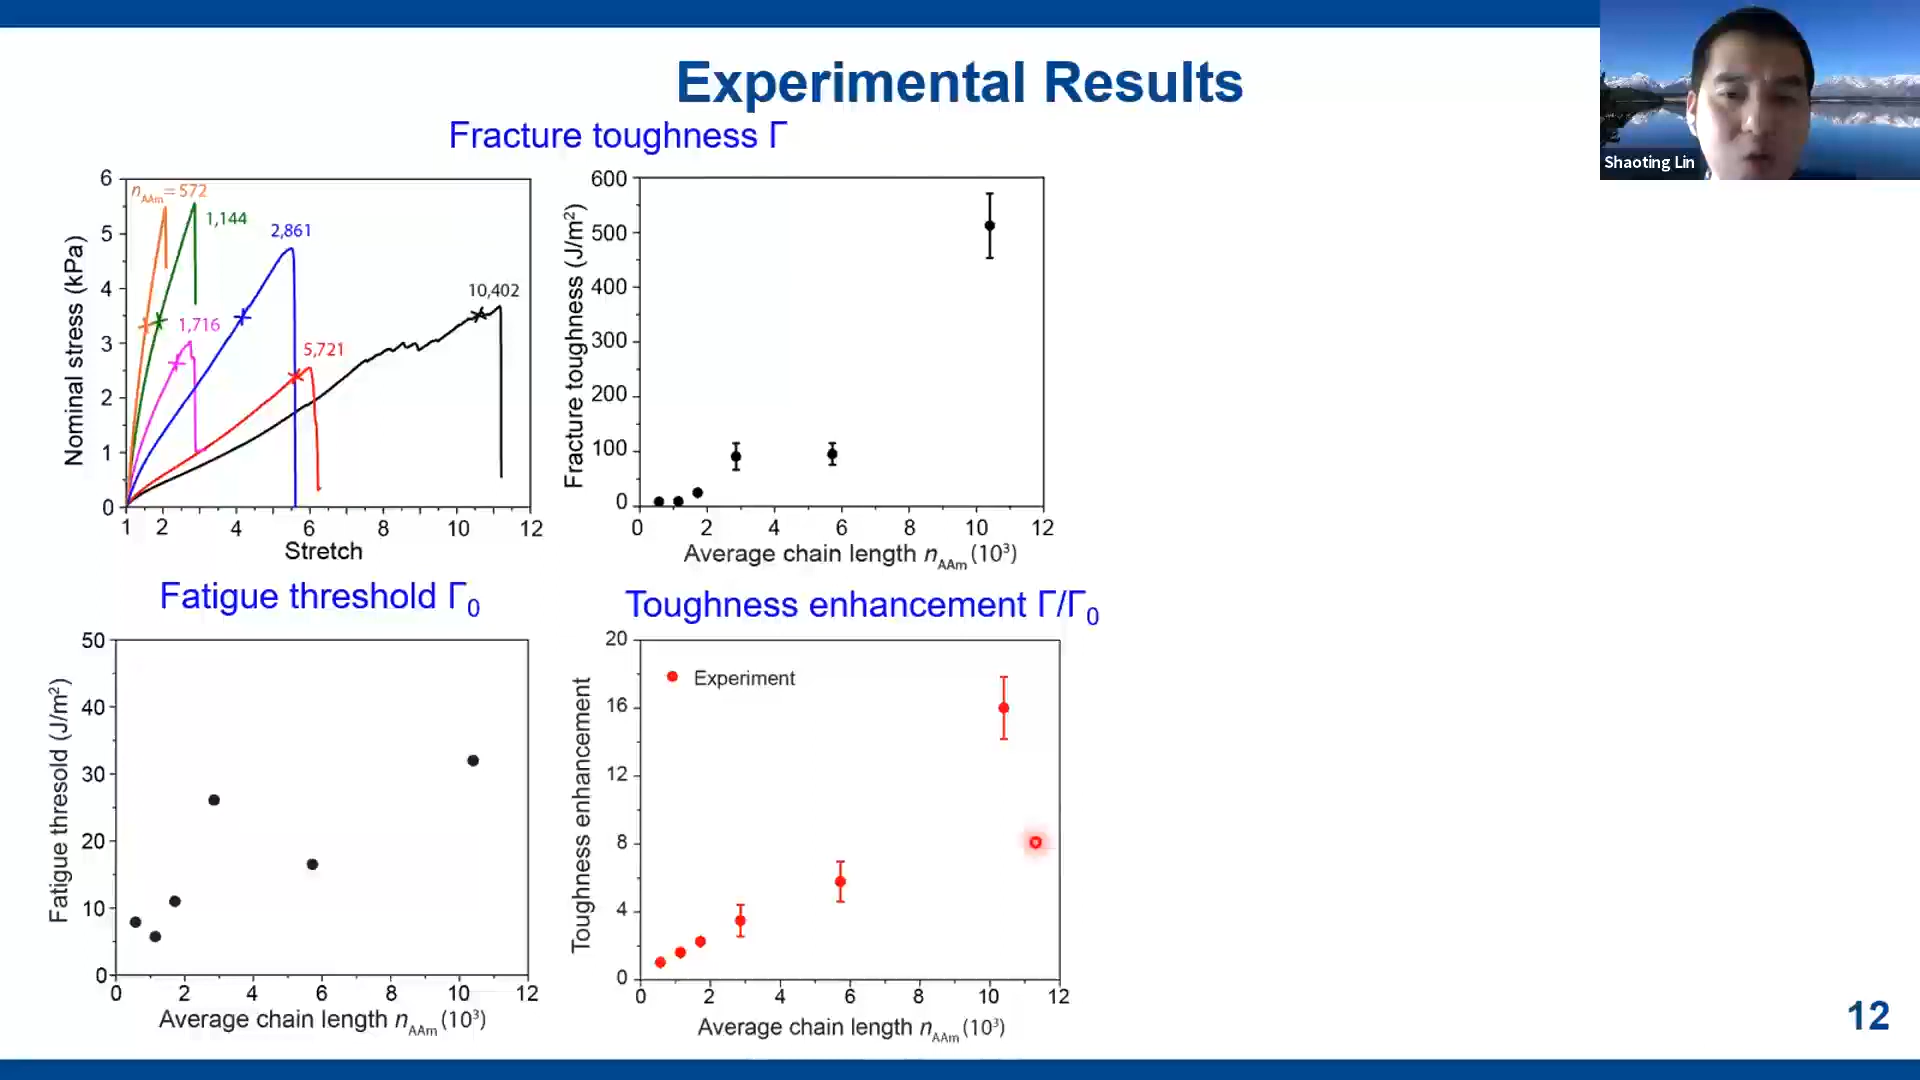 Experimental Results
Shaoting Lin
Fracture toughness Γ
6
5
4
3
2
1
0
Nominal stress (kPa)
nAAm = 572
1,144
1,716
2,861
5,721
10,402
1 2 4 6 8 10 12
Stretch
600
500
400
300
200
100
0
Fracture toughness (J/m²)
0 2 4 6 8 10 12
Average chain length nAAm (10³)
Fatigue threshold Γ₀
50
40
30
20
10
0
Fatigue thresold (J/m²)
0 2 4 6 8 10 12
Average chain length nAAm (10³)
Toughness enhancement Γ/Γ₀
20
16
12
8
4
0
Toughness enhancement
Experiment
0 2 4 6 8 10 12
Average chain length nAAm (10³)
12